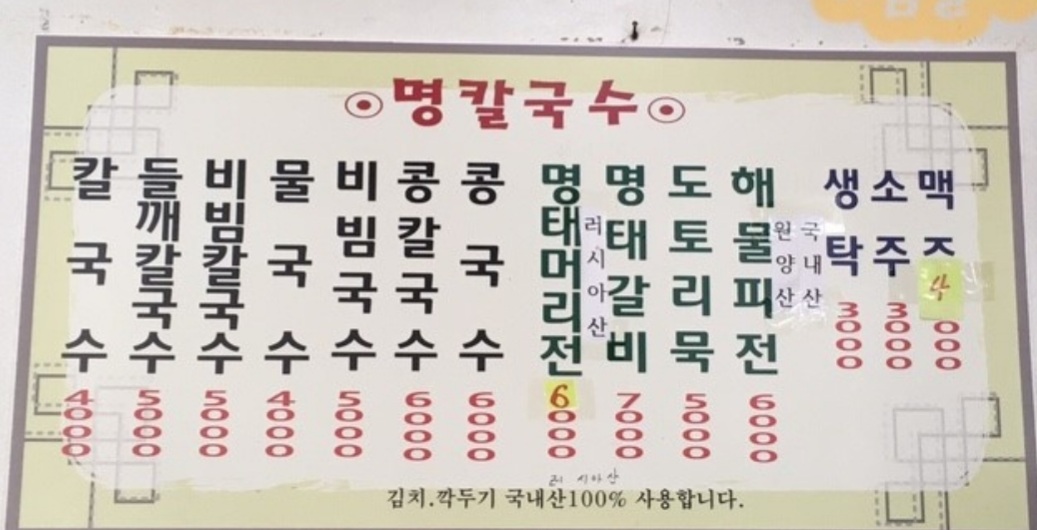 명칼국수
칼국수 4000
들깨칼국수 5000
비빔칼국수 5000
물국수 4000
비빔국수 5000
콩칼국수 6000
콩국수 6000
명태머리전 6000
러시아산
명태갈비 7000
도토리묵 5000
해물피전 6000
원양산
국내산
생탁 3000
소주 3000
맥주 4000
러시아산
김치.깍두기 국내산100% 사용합니다.